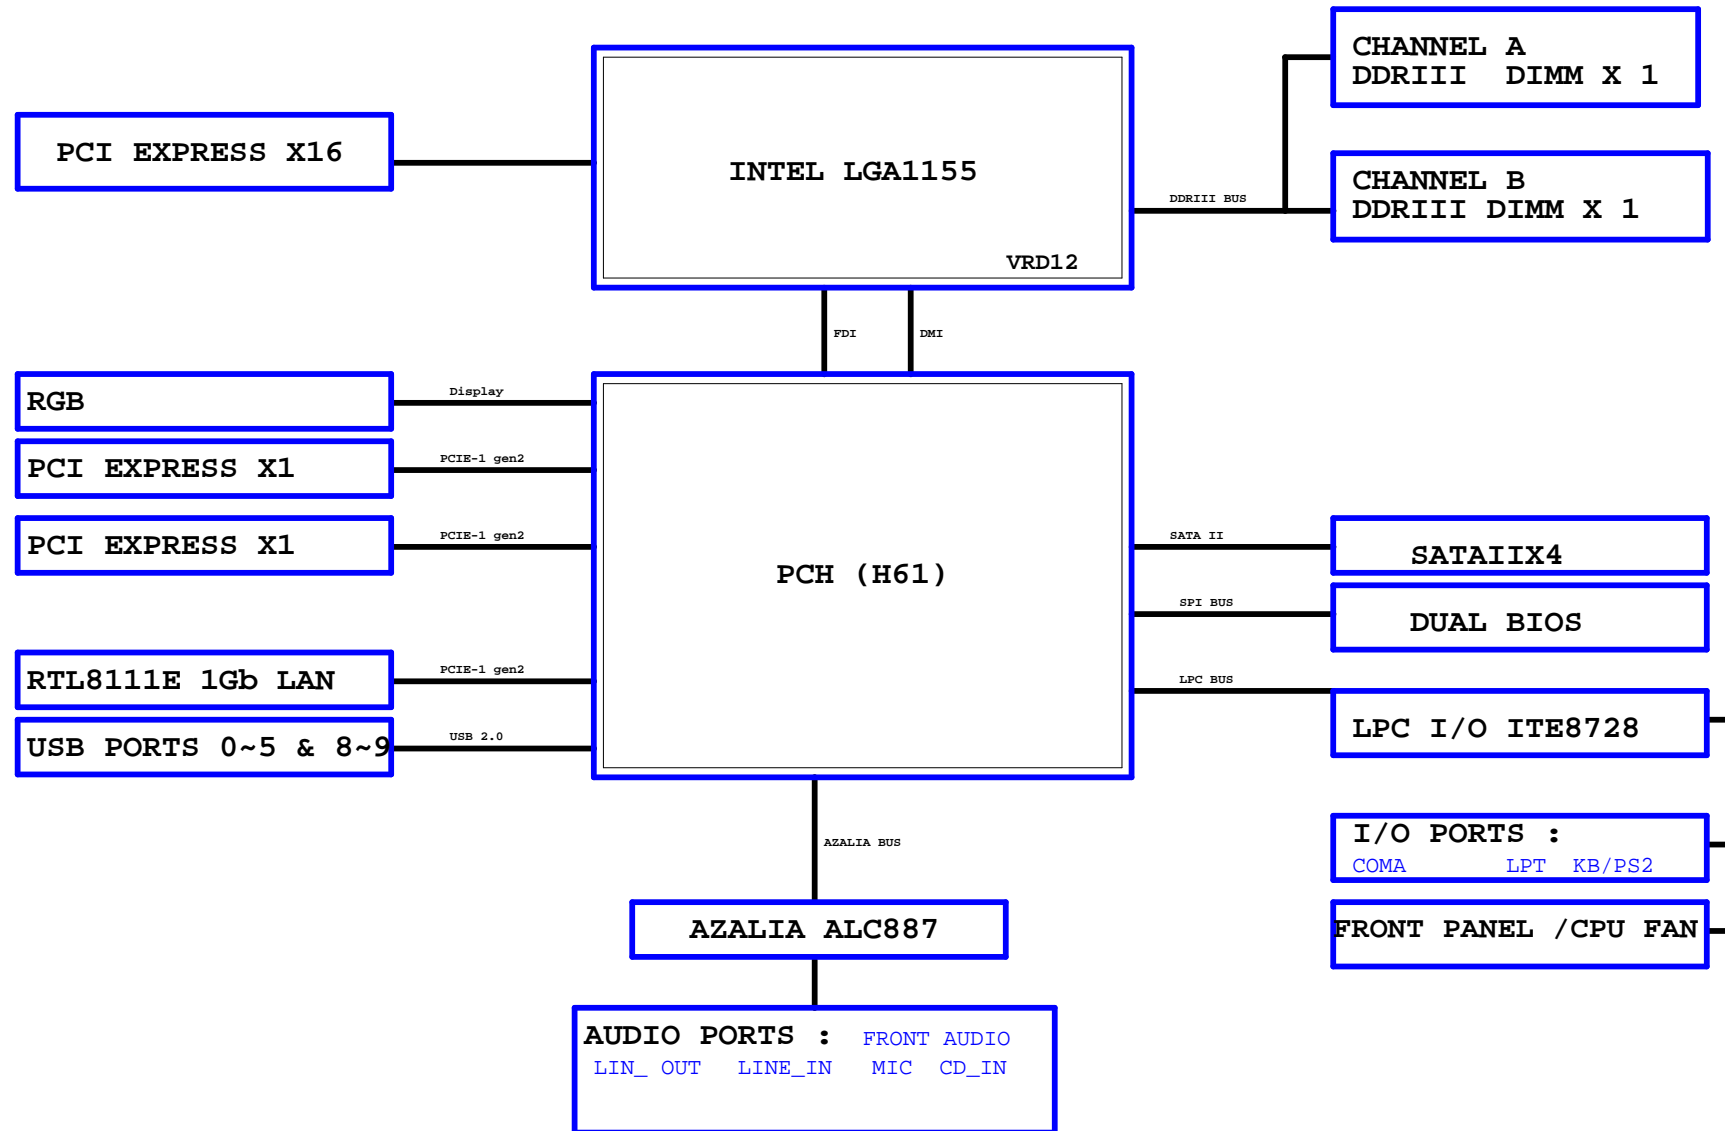 CHANNEL A
DDRIII DIMM X 1
PCI EXPRESS X16
INTEL LGA1155
CHANNEL B
DDRIII BUS
DDRIII DIMM X 1
VRD12
FDI
DMI
RGB
Display
PCI EXPRESS X1
PCIE-1 gen2
PCI EXPRESS X1
PCIE-1 gen2
SATA II
SATAIIX4
PCH (H61)
SPI BUS
DUAL BIOS
RTL8111E 1Gb LAN
PCIE-1 gen2
LPC BUS
LPC I/O ITE8728
USB PORTS 0~5 & 8~9
USB 2.0
I/O PORTS :
COMA LPT KB/PS2
AZALIA BUS
AZALIA ALC887
FRONT PANEL /CPU FAN
AUDIO PORTS : FRONT AUDIO
LIN_ OUT LINE_IN MIC CD_IN